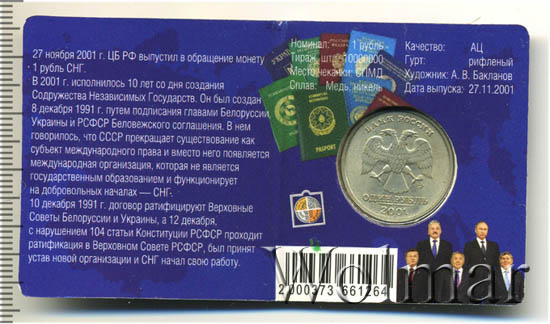 27 ноября 2001 г. ЦБ РФ выпустил в обращение монету
1 рубль СНГ.
В 2001 г. исполнилось 10 лет со дня создания
Содружества Независимых Государств. Он был создан
8 декабря 1991 г. путем подписания главами Белоруссии
Украины и РСФСР Беловежского соглашения. В нем
говорилось, что СССР прекращает существование как
субъект международного права и вместо него появляется
международная организация, которая не является
государственным образованием и функционирует
на добровольных началах — СНГ.
10 декабря 1991 г. договор ратифицируют Верховные
Советы Белоруссии и Украины, а 12 декабря,
с нарушением 104 статьи Конституции РСФСР проходит
ратификация в Верховном Совете РСФСР, был принят
устав новой организации и СНГ начал свою работу.
Номинал: 1 рубль
Тираж, шт.: 10000000
Место чеканки: СПМД
Сплав: Медь, никель
Качество: АЦ
Гурт: рифленый
Художник: А. В. Бакланов
Дата выпуска: 27.11.2001
PASPORT
БАНК РОССИИ
ОДИН РУБЛЬ
2001
2000373661264
Wolmar